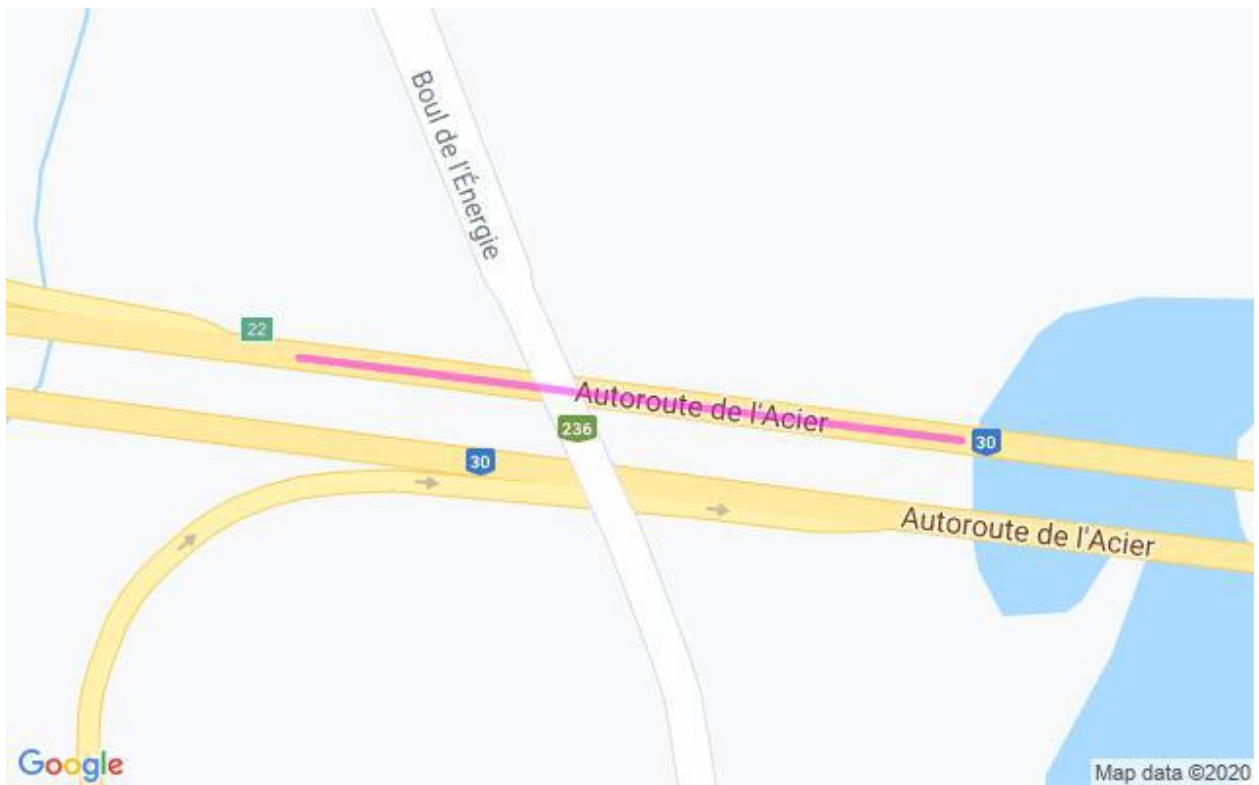 Boul de l'Énergie
22
Autoroute de l'Acier
236
30
30
Autoroute de l'Acier
Google
Map data ©2020